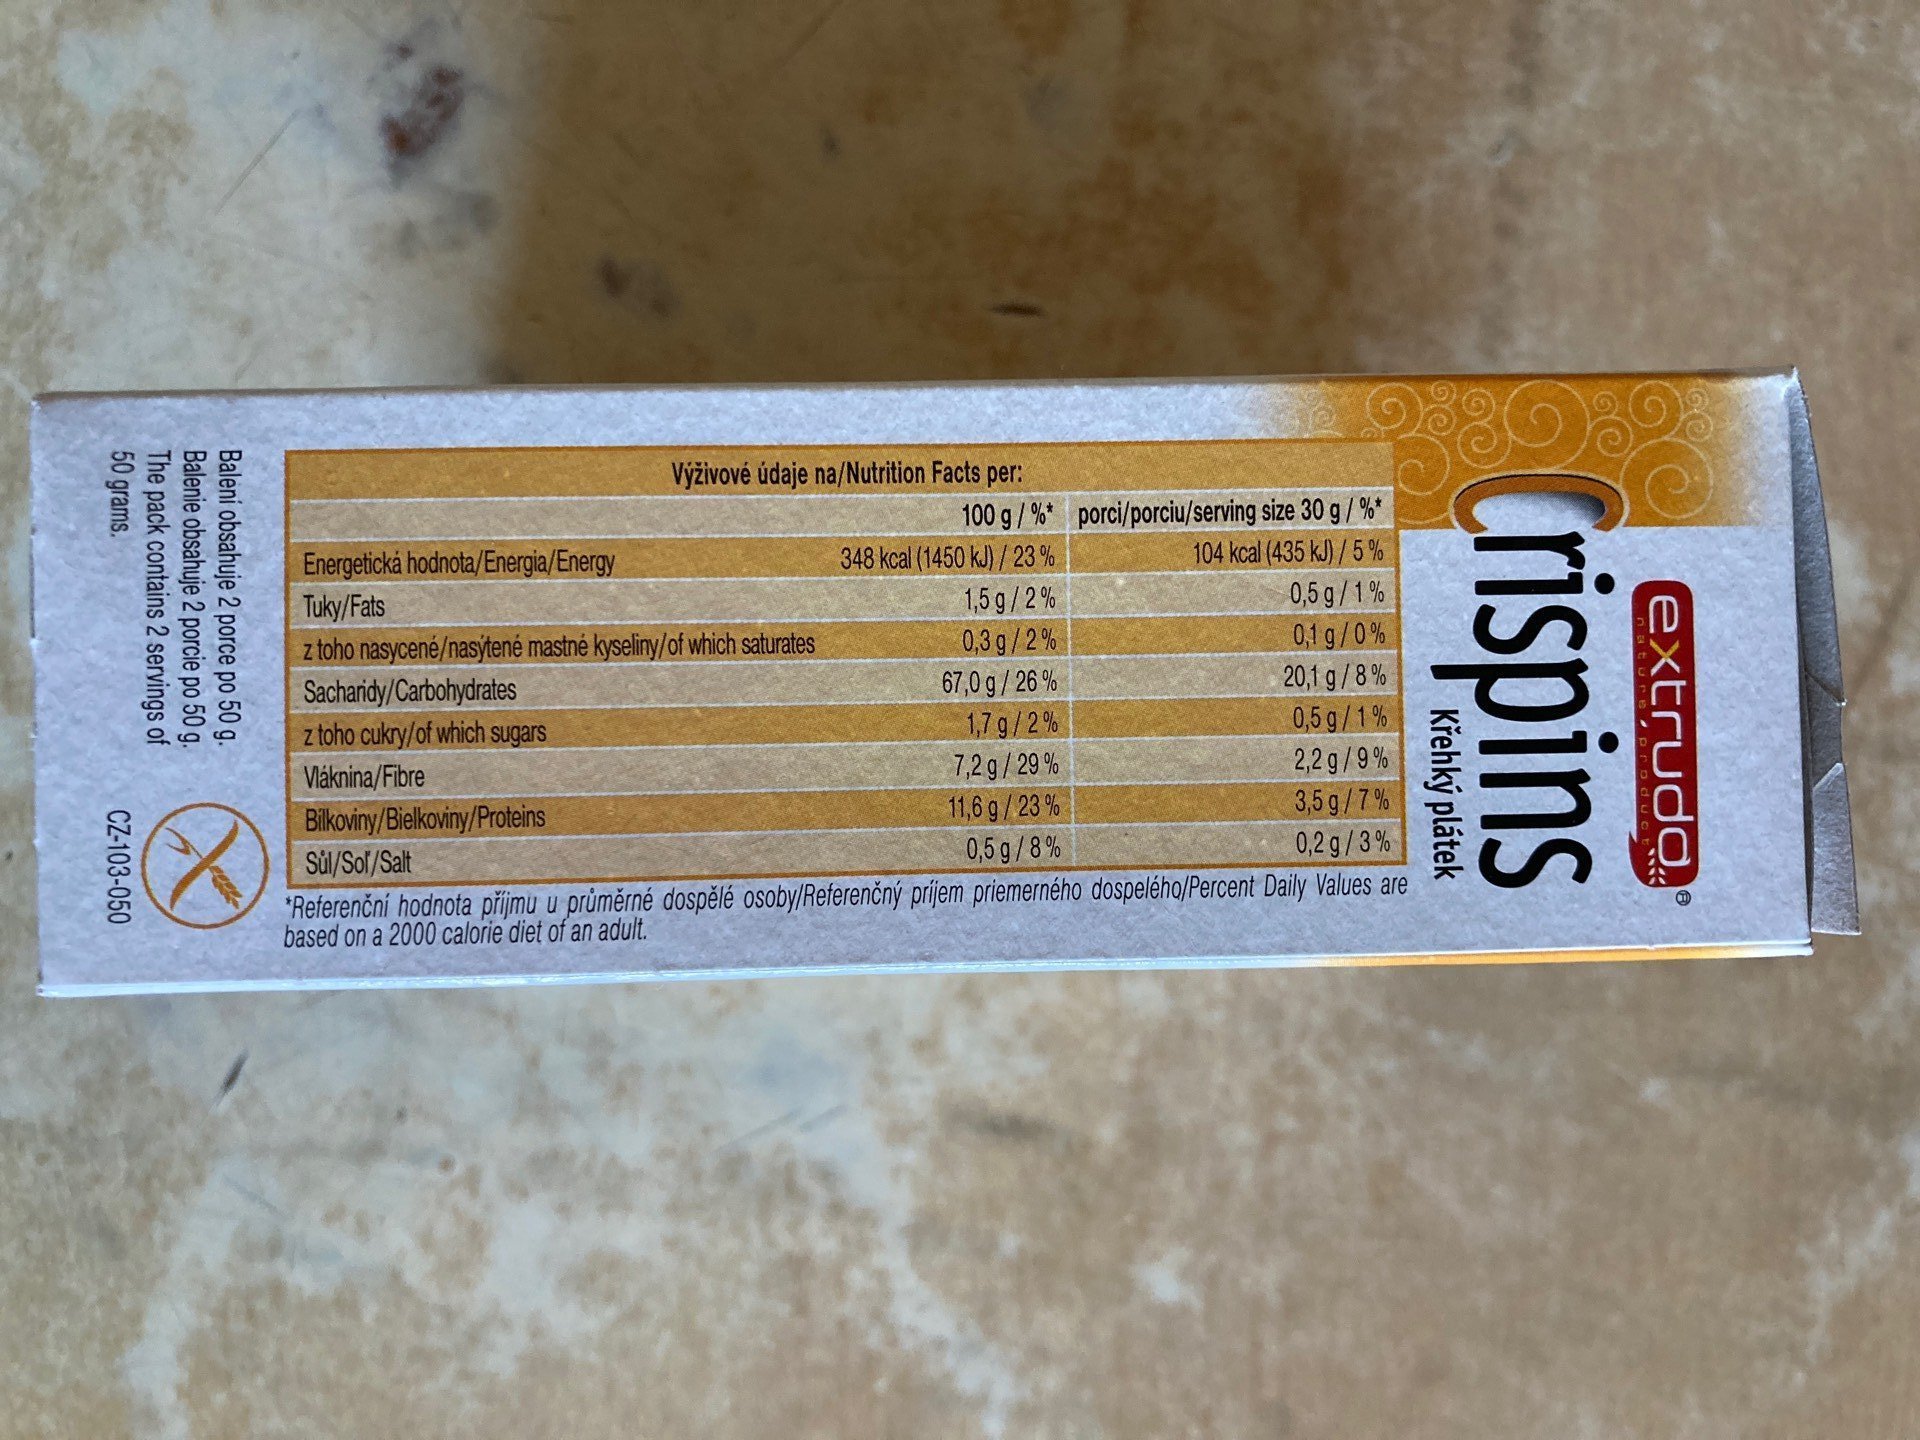 extrudo®
nature's product
Crispins
Křehký plátek
Výživové údaje na/Nutrition Facts per:
100 g / %* porci/porciu/serving size 30 g / %*
Energetická hodnota/Energia/Energy 348 kcal (1450 kJ) / 23 % 104 kcal (435 kJ) / 5 %
Tuky/Fats 1,5 g / 2 % 0,5 g / 1 %
z toho nasycené/nasýtené mastné kyseliny/of which saturates 0,3 g / 2 % 0,1 g / 0 %
Sacharidy/Carbohydrates 67,0 g / 26 % 20,1 g / 8 %
z toho cukry/of which sugars 1,7 g / 2 % 0,5 g / 1 %
Vláknina/Fibre 7,2 g / 29 % 2,2 g / 9 %
Bílkoviny/Bielkoviny/Proteins 11,6 g / 23 % 3,5 g / 7 %
Sůl/Soľ/Salt 0,5 g / 8 % 0,2 g / 3 %
*Referenční hodnota příjmu u průměrné dospělé osoby/Referenčný príjem priemerného dospelého/Percent Daily Values are
based on a 2000 calorie diet of an adult.
Balení obsahuje 2 porce po 50 g.
Balenie obsahuje 2 porcie po 50 g.
The pack contains 2 servings of
50 grams.
CZ-103-050